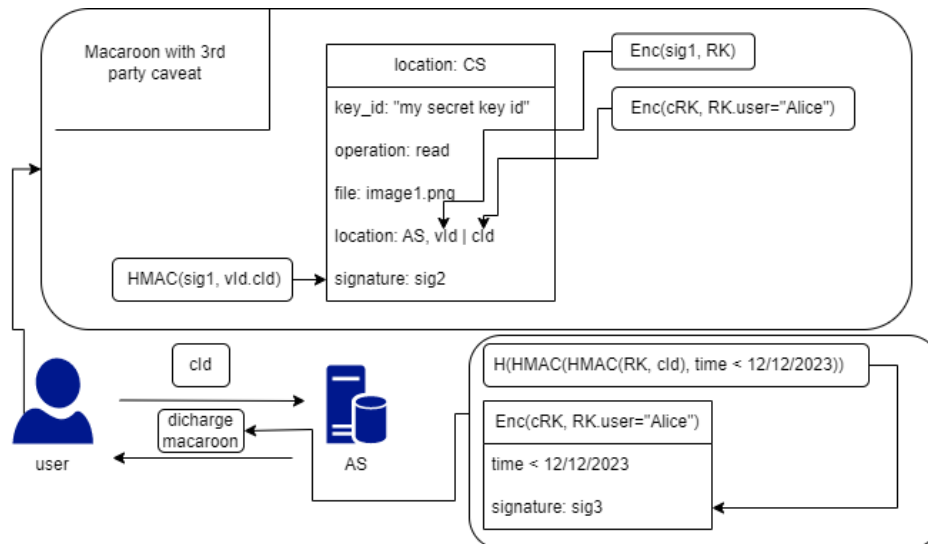 Macaroon with 3rd
party caveat
location: CS
key_id: "my secret key id"
operation: read
file: image1.png
location: AS, vId | cId
signature: sig2
Enc(sig1, RK)
Enc(cRK, RK.user="Alice")
HMAC(sig1, vId.cId)
cId
dicharge
macaroon
user
AS
H(HMAC(HMAC(RK, cId), time < 12/12/2023))
Enc(cRK, RK.user="Alice")
time < 12/12/2023
signature: sig3